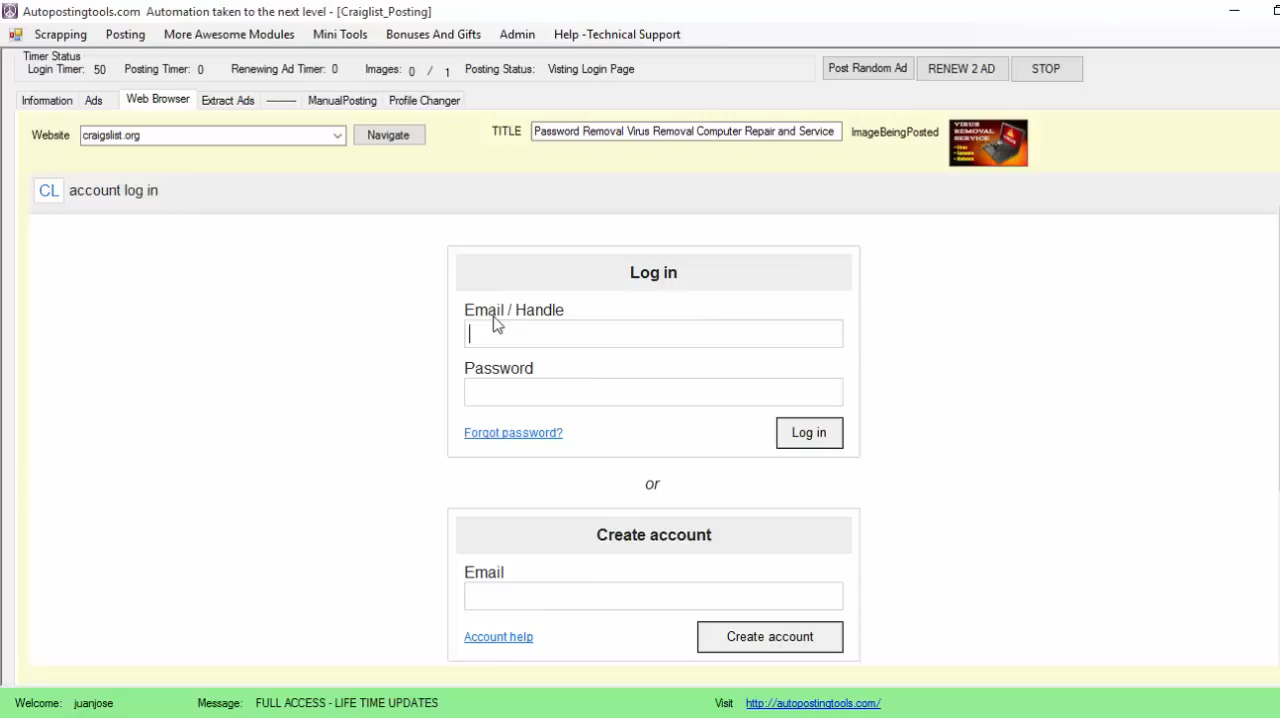 Autopostingtools.com  Automation taken to the next level - [Craiglist_Posting]
Scrapping Posting More Awesome Modules Mini Tools Bonuses And Gifts Admin Help -Technical Support
Timer Status
Login Timer: 50 Posting Timer: 0 Renewing Ad Timer: 0 Images: 0 / 1 Posting Status: Visting Login Page Post Random Ad RENEW 2 AD STOP
Information Ads Web Browser Extract Ads ManualPosting Profile Changer
Website craigslist.org Navigate TITLE Password Removal Virus Removal Computer Repair and Service ImageBeingPosted
VIRUS
REMOVAL
SERVICE
CL account log in
Log in
Email / Handle
Password
Forgot password? Log in
or
Create account
Email
Account help Create account
Welcome: juanjose Message: FULL ACCESS - LIFE TIME UPDATES Visit http://autopostingtools.com/